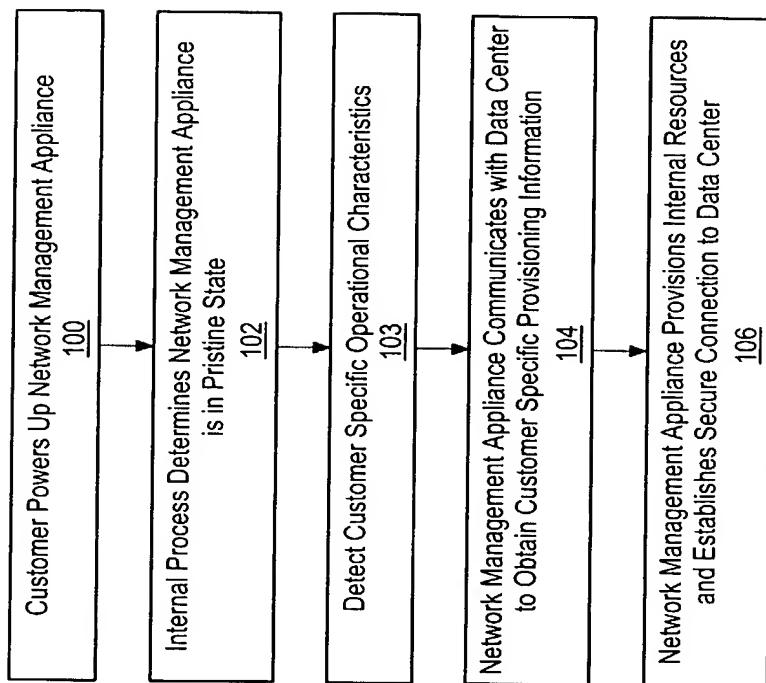 Customer Powers Up Network Management Appliance
100
Internal Process Determines Network Management Appliance
is in Pristine State
102
Detect Customer Specific Operational Characteristics
103
Network Management Appliance Communicates with Data Center
to Obtain Customer Specific Provisioning Information
104
Network Management Appliance Provisions Internal Resources
and Establishes Secure Connection to Data Center
106